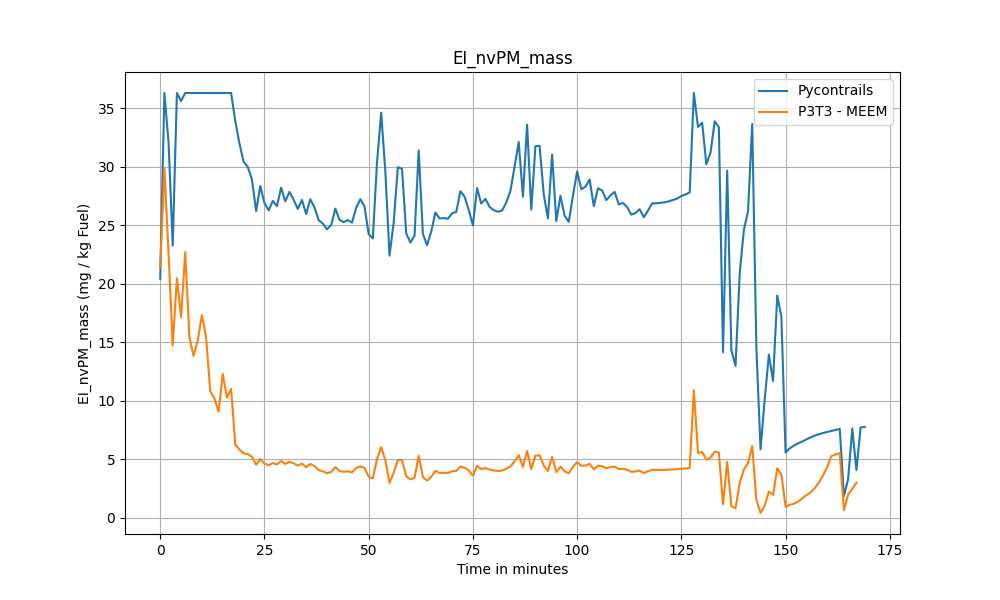 EI_nvPM_mass
Pycontrails
P3T3 - MEEM
EI_nvPM_mass (mg / kg Fuel)
35
30
25
20
15
10
5
0
0 25 50 75 100 125 150 175
Time in minutes